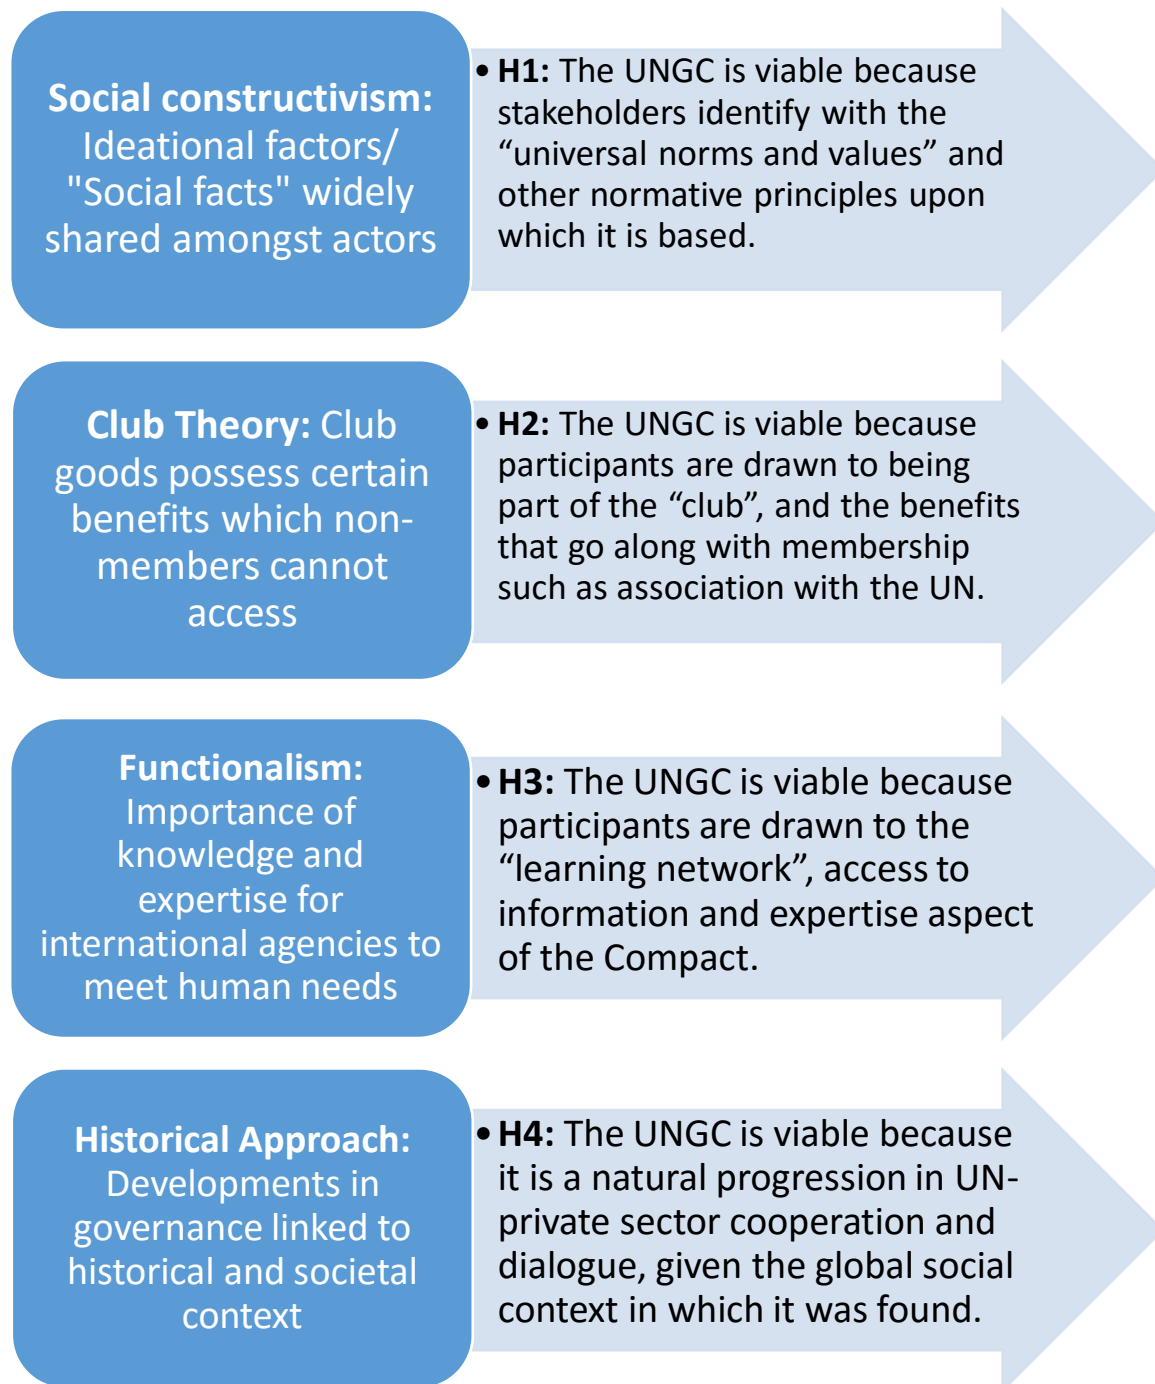 Social constructivism:
Ideational factors/
"Social facts" widely
shared amongst actors
• H1: The UNGC is viable because
stakeholders identify with the
“universal norms and values” and
other normative principles upon
which it is based.
Club Theory: Club
goods possess certain
benefits which non-
members cannot
access
• H2: The UNGC is viable because
participants are drawn to being
part of the “club”, and the benefits
that go along with membership
such as association with the UN.
Functionalism:
Importance of
knowledge and
expertise for
international agencies to
meet human needs
• H3: The UNGC is viable because
participants are drawn to the
“learning network”, access to
information and expertise aspect
of the Compact.
Historical Approach:
Developments in
governance linked to
historical and societal
context
• H4: The UNGC is viable because
it is a natural progression in UN-
private sector cooperation and
dialogue, given the global social
context in which it was found.